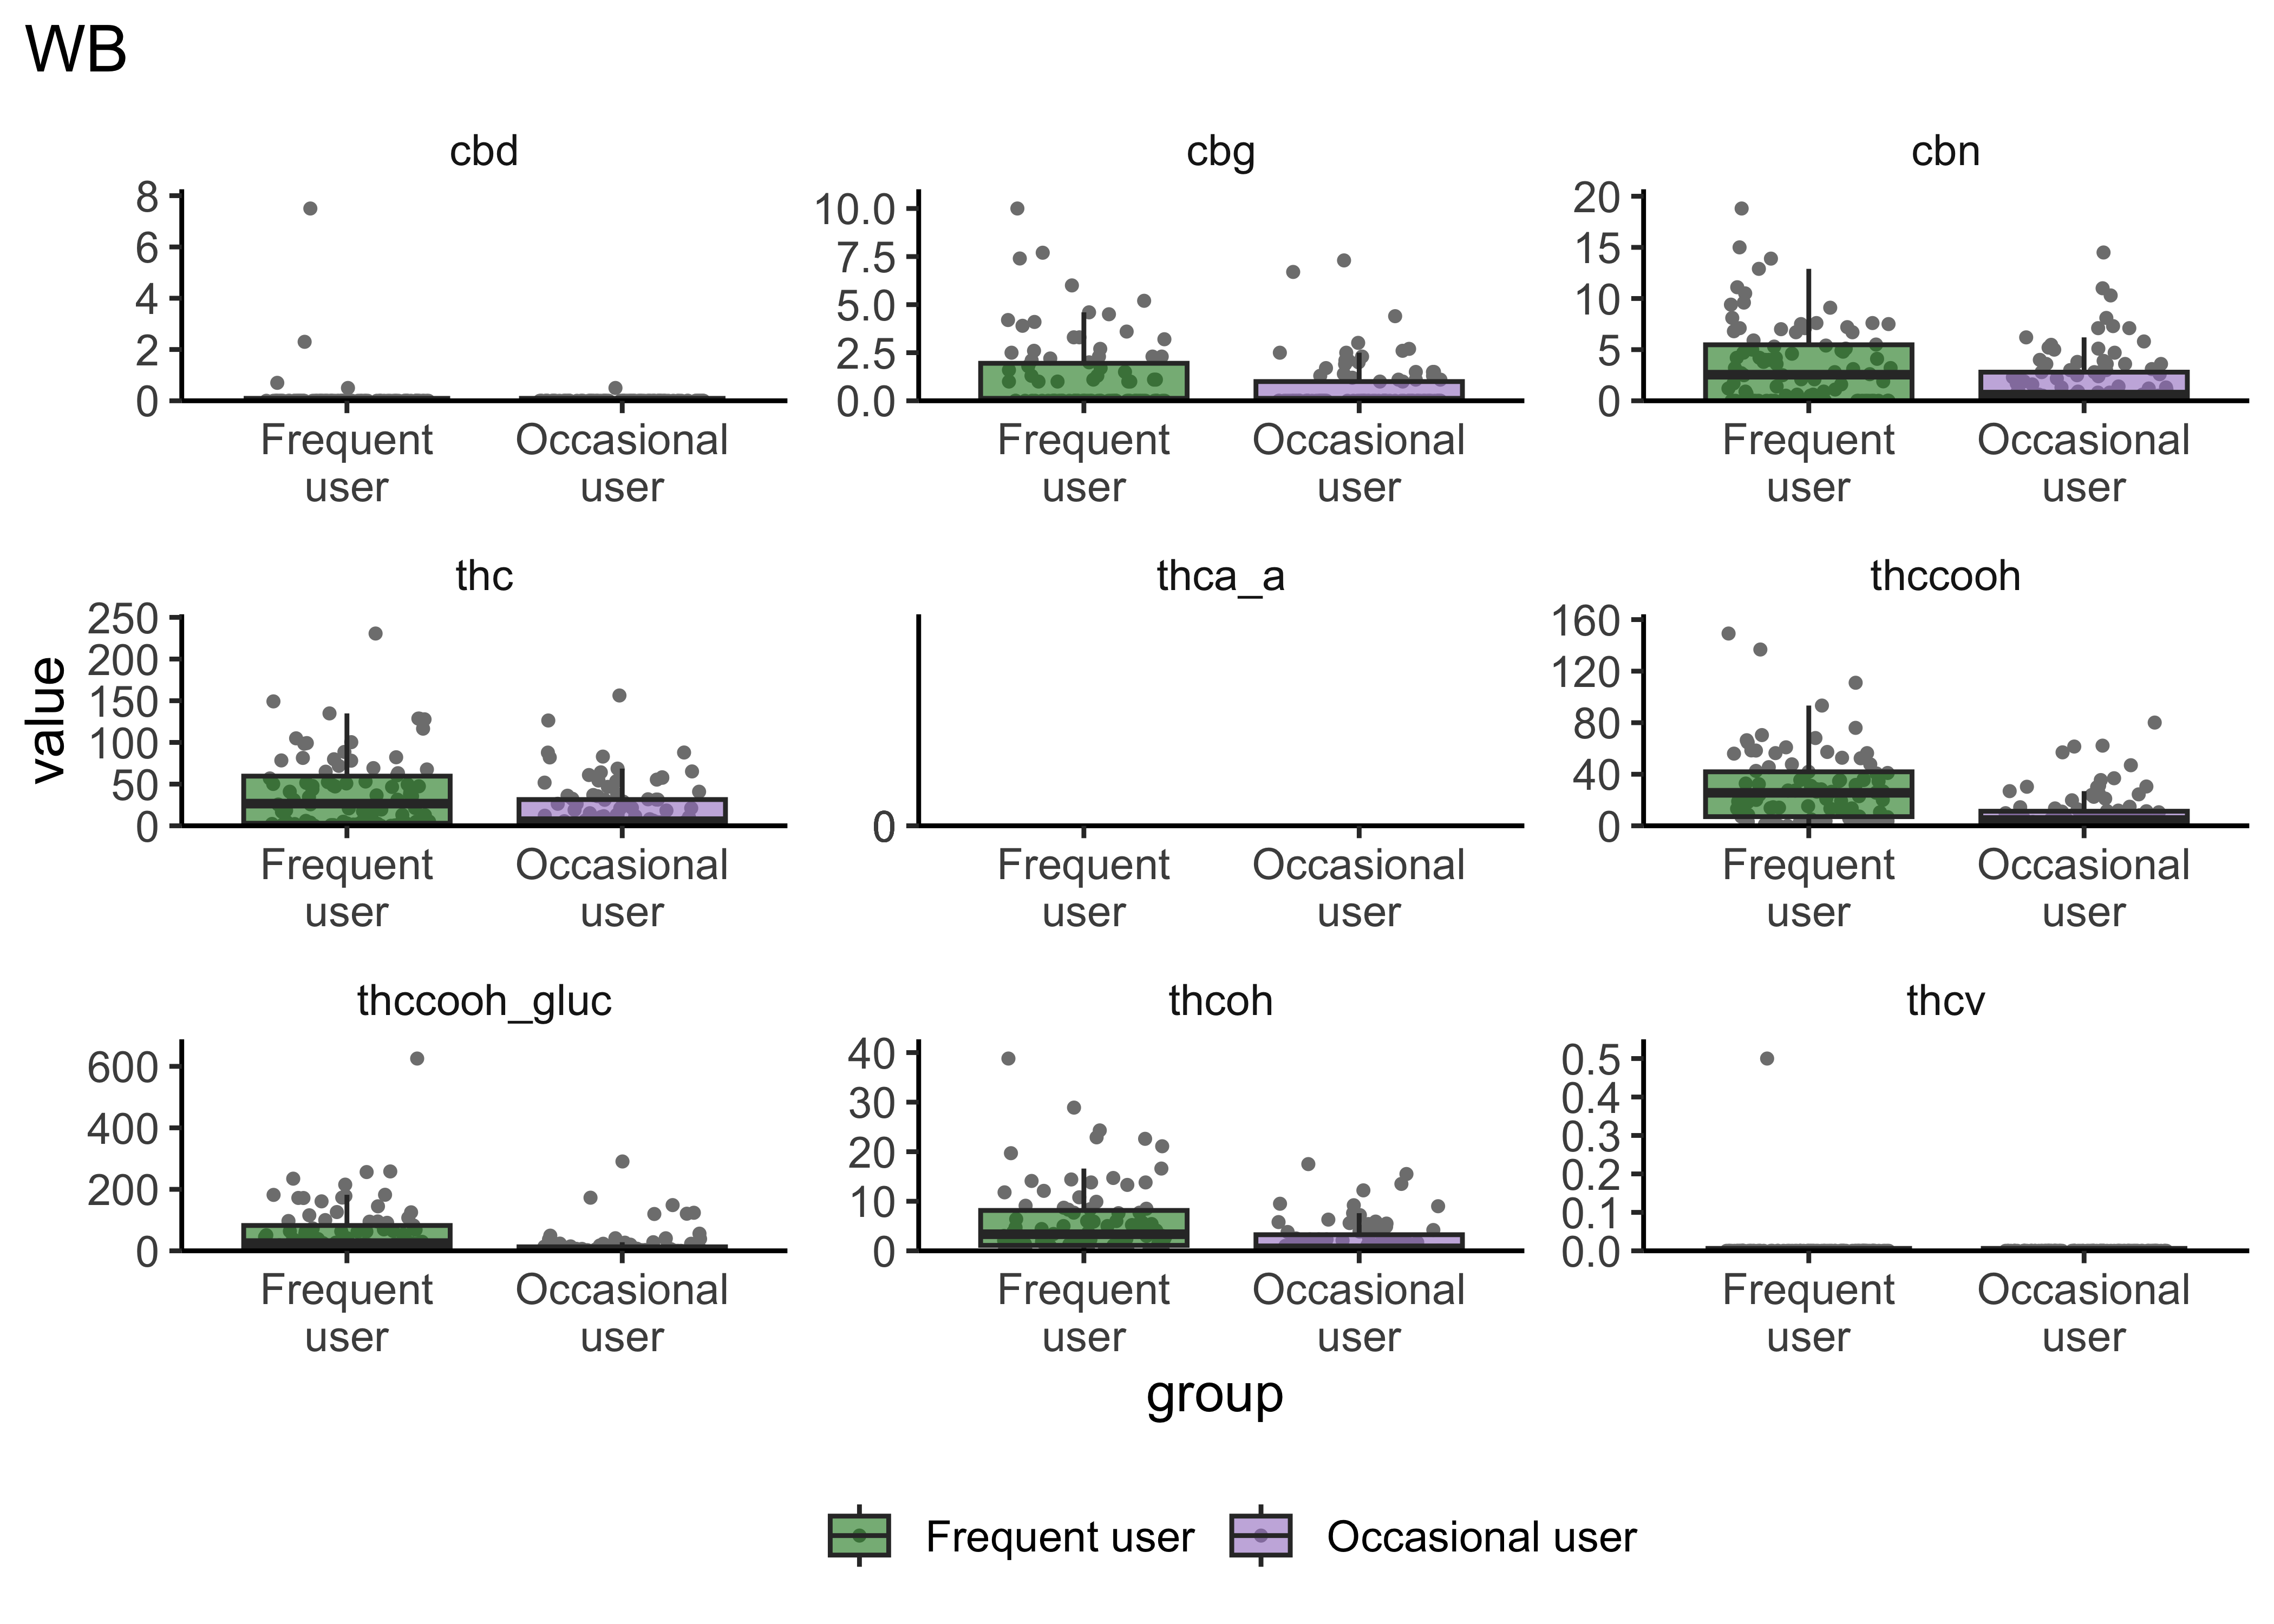 WB
cbd
cbg
cbn
8
6
4
2
0
10.0
7.5
5.0
2.5
0.0
20
15
10
5
0
Frequent
user
Occasional
user
Frequent
user
Occasional
user
Frequent
user
Occasional
user
thc
thca_a
thccooh
value
250
200
150
100
50
0
0
160
120
80
40
0
Frequent
user
Occasional
user
Frequent
user
Occasional
user
Frequent
user
Occasional
user
thccooh_gluc
thcoh
thcv
600
400
200
0
40
30
20
10
0
0.5
0.4
0.3
0.2
0.1
0.0
Frequent
user
Occasional
user
Frequent
user
Occasional
user
Frequent
user
Occasional
user
group
Frequent user
Occasional user